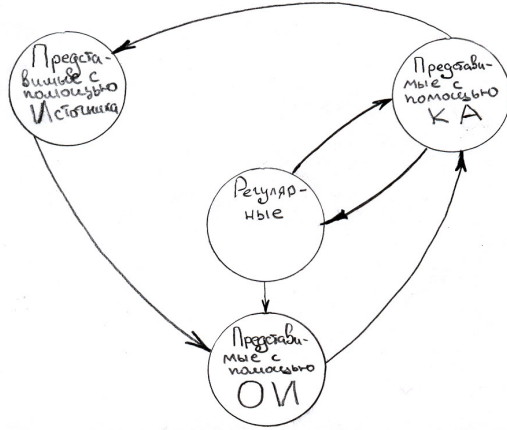 Предста-
вимые с
помощью
Источника
Представи-
мые с
помощью
КА
Регуляр-
ные
Представи-
мые с
помощью
ОИ